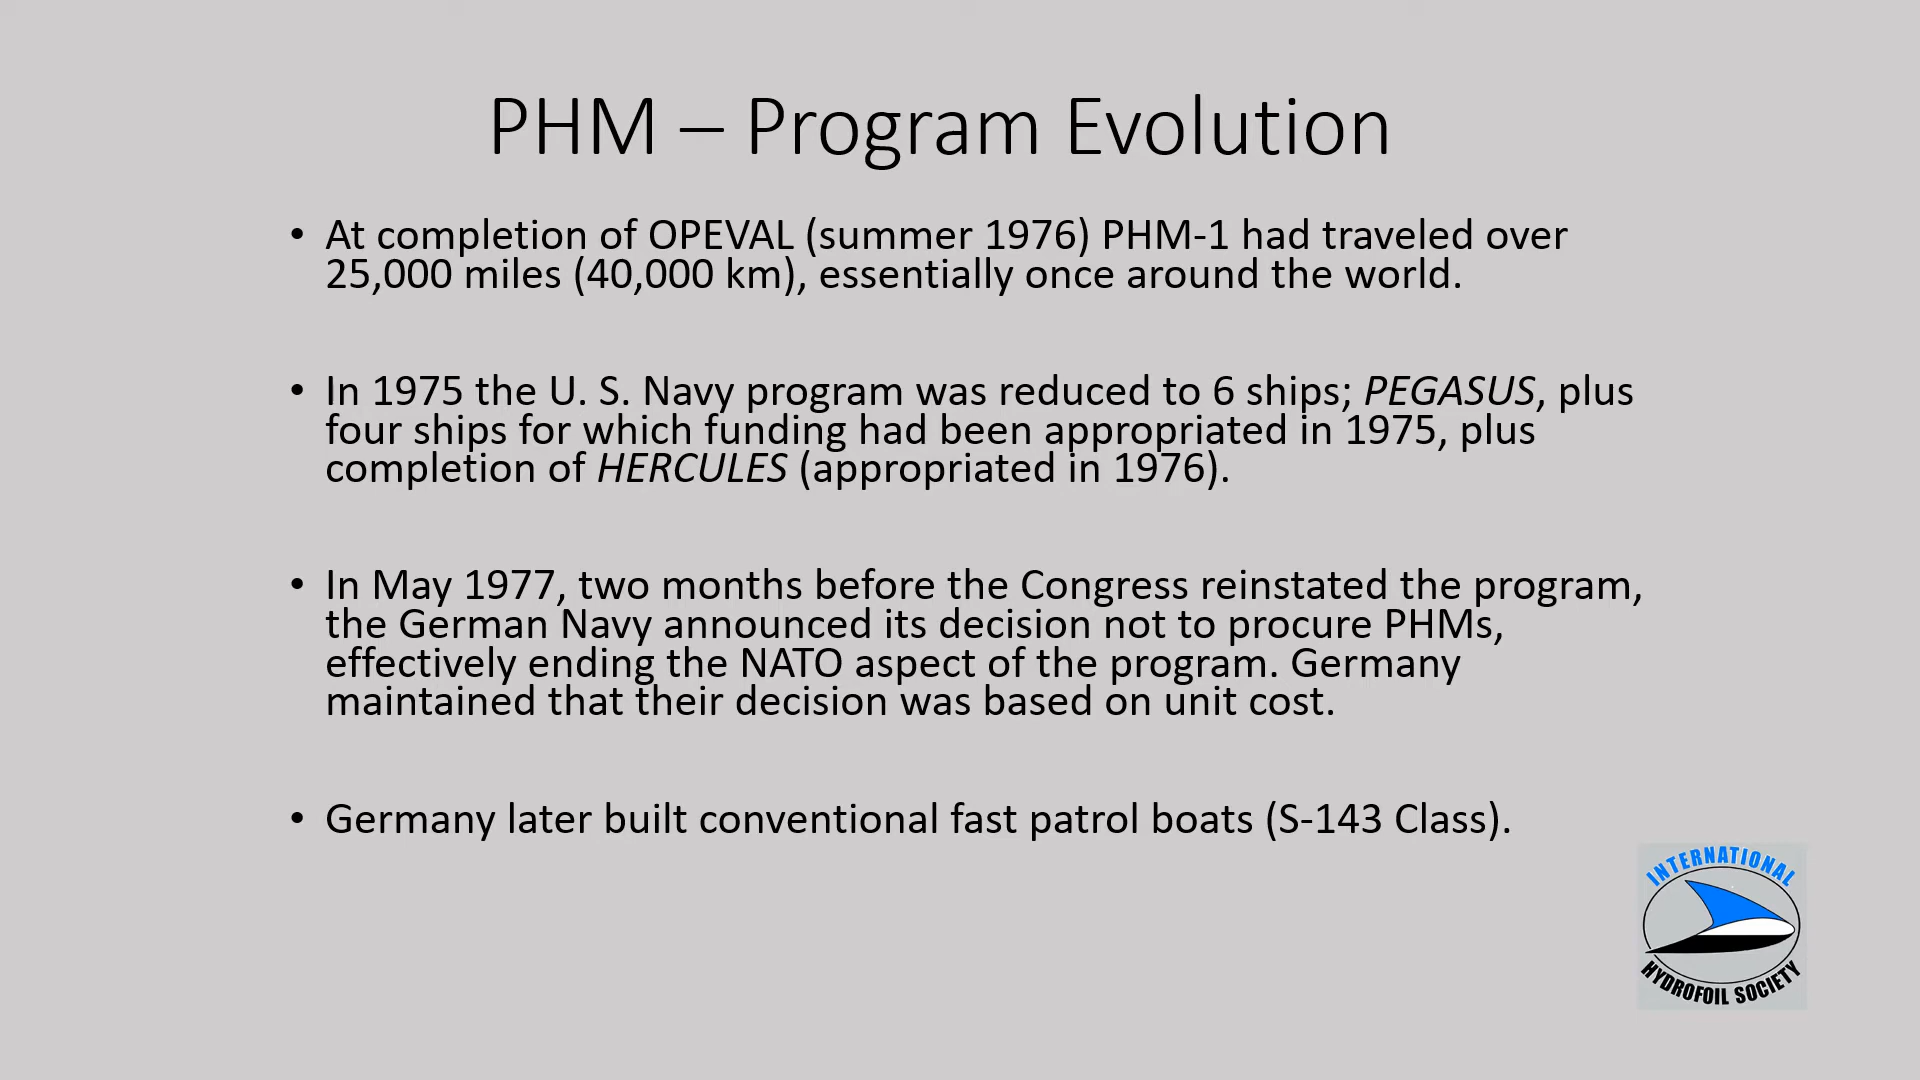 PHM – Program Evolution
• At completion of OPEVAL (summer 1976) PHM-1 had traveled over
25,000 miles (40,000 km), essentially once around the world.
• In 1975 the U. S. Navy program was reduced to 6 ships; PEGASUS, plus
four ships for which funding had been appropriated in 1975, plus
completion of HERCULES (appropriated in 1976).
• In May 1977, two months before the Congress reinstated the program,
the German Navy announced its decision not to procure PHMs,
effectively ending the NATO aspect of the program. Germany
maintained that their decision was based on unit cost.
• Germany later built conventional fast patrol boats (S-143 Class).
INTERNATIONAL
HYDROFOIL SOCIETY